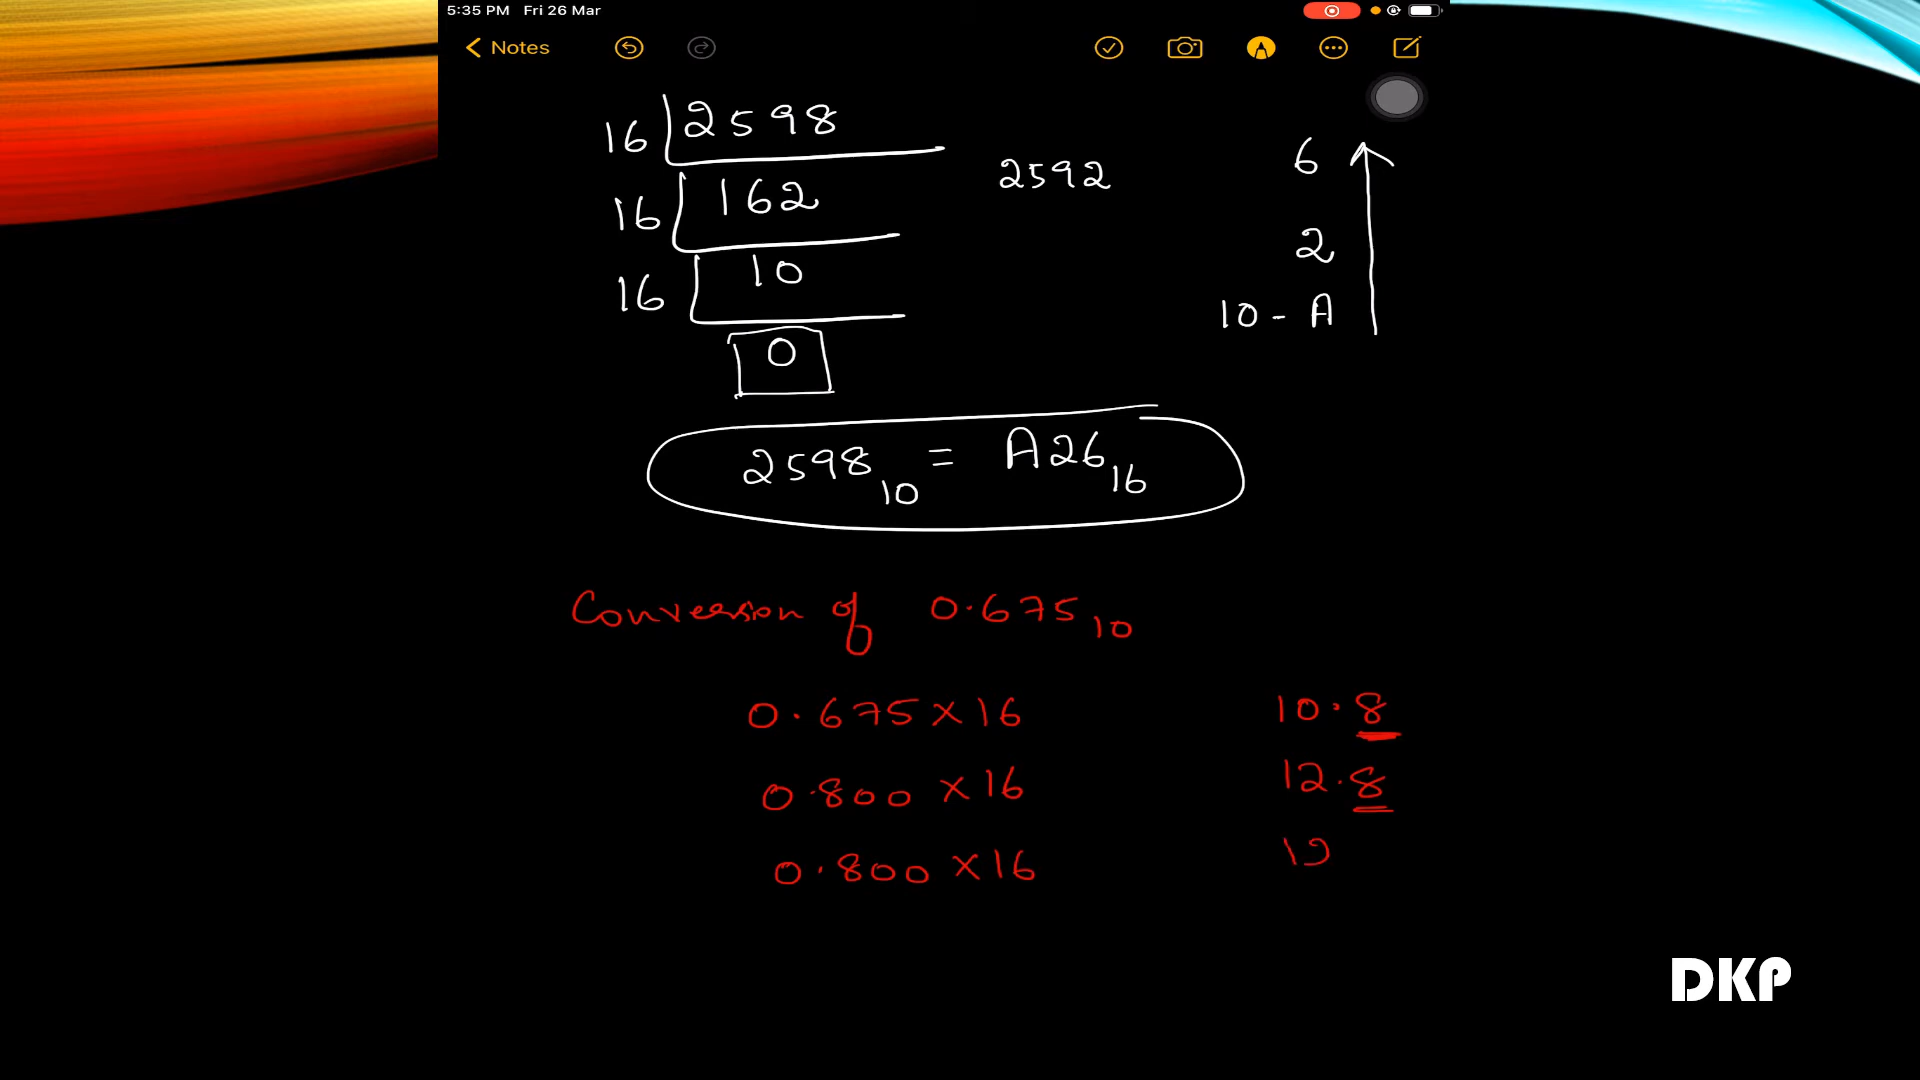 5:35 PM Fri 26 Mar
Notes
16 2598
2592
6
16 162
2
16 10
10 - A
0
2598₁₀ = A26₁₆
Conversion of 0.675₁₀
0.675 × 16 10.8
0.800 × 16 12.8
0.800 × 16
DKP